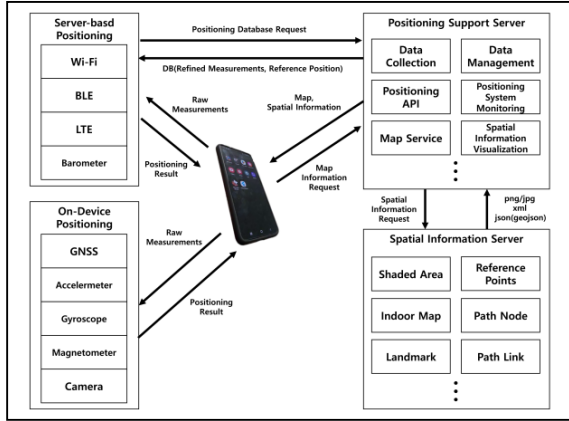 Server-basd
Positioning
Wi-Fi
BLE
LTE
Barometer
Positioning Database Request
DB(Refined Measurements, Reference Position)
Raw
Measurements
Positioning
Result
Map,
Spatial Information
Map
Information
Request
Positioning Support Server
Data
Collection
Data
Management
Positioning
API
Positioning
System
Monitoring
Map Service
Spatial
Information
Visualization
On-Device
Positioning
GNSS
Accelermeter
Gyroscope
Magnetometer
Camera
Raw
Measurements
Positioning
Result
Spatial
Information
Request
png/jpg
xml
json(geojson)
Spatial Information Server
Shaded Area
Reference
Points
Indoor Map
Path Node
Landmark
Path Link